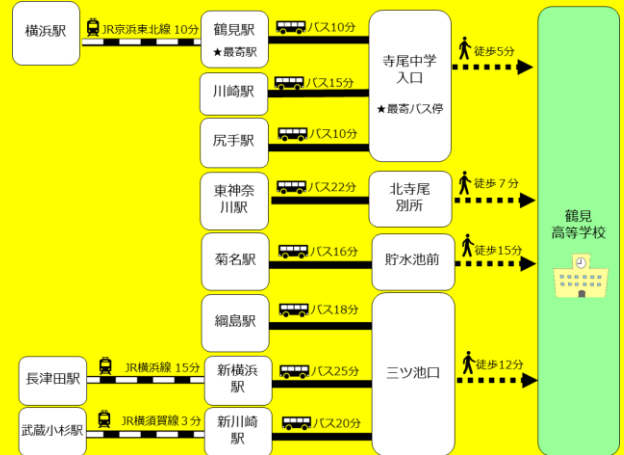 横浜駅
JR京浜東北線 10分
鶴見駅
★最寄駅
バス10分
寺尾中学
入口
★最寄バス停
徒歩5分
川崎駅
バス15分
尻手駅
バス10分
東神奈
川駅
バス22分
北寺尾
別所
徒歩７分
鶴見
高等学校
菊名駅
バス16分
貯水池前
徒歩15分
綱島駅
バス18分
三ツ池口
徒歩12分
長津田駅
JR横浜線 15分
新横浜
駅
バス25分
武蔵小杉駅
JR横須賀線３分
新川崎
駅
バス20分